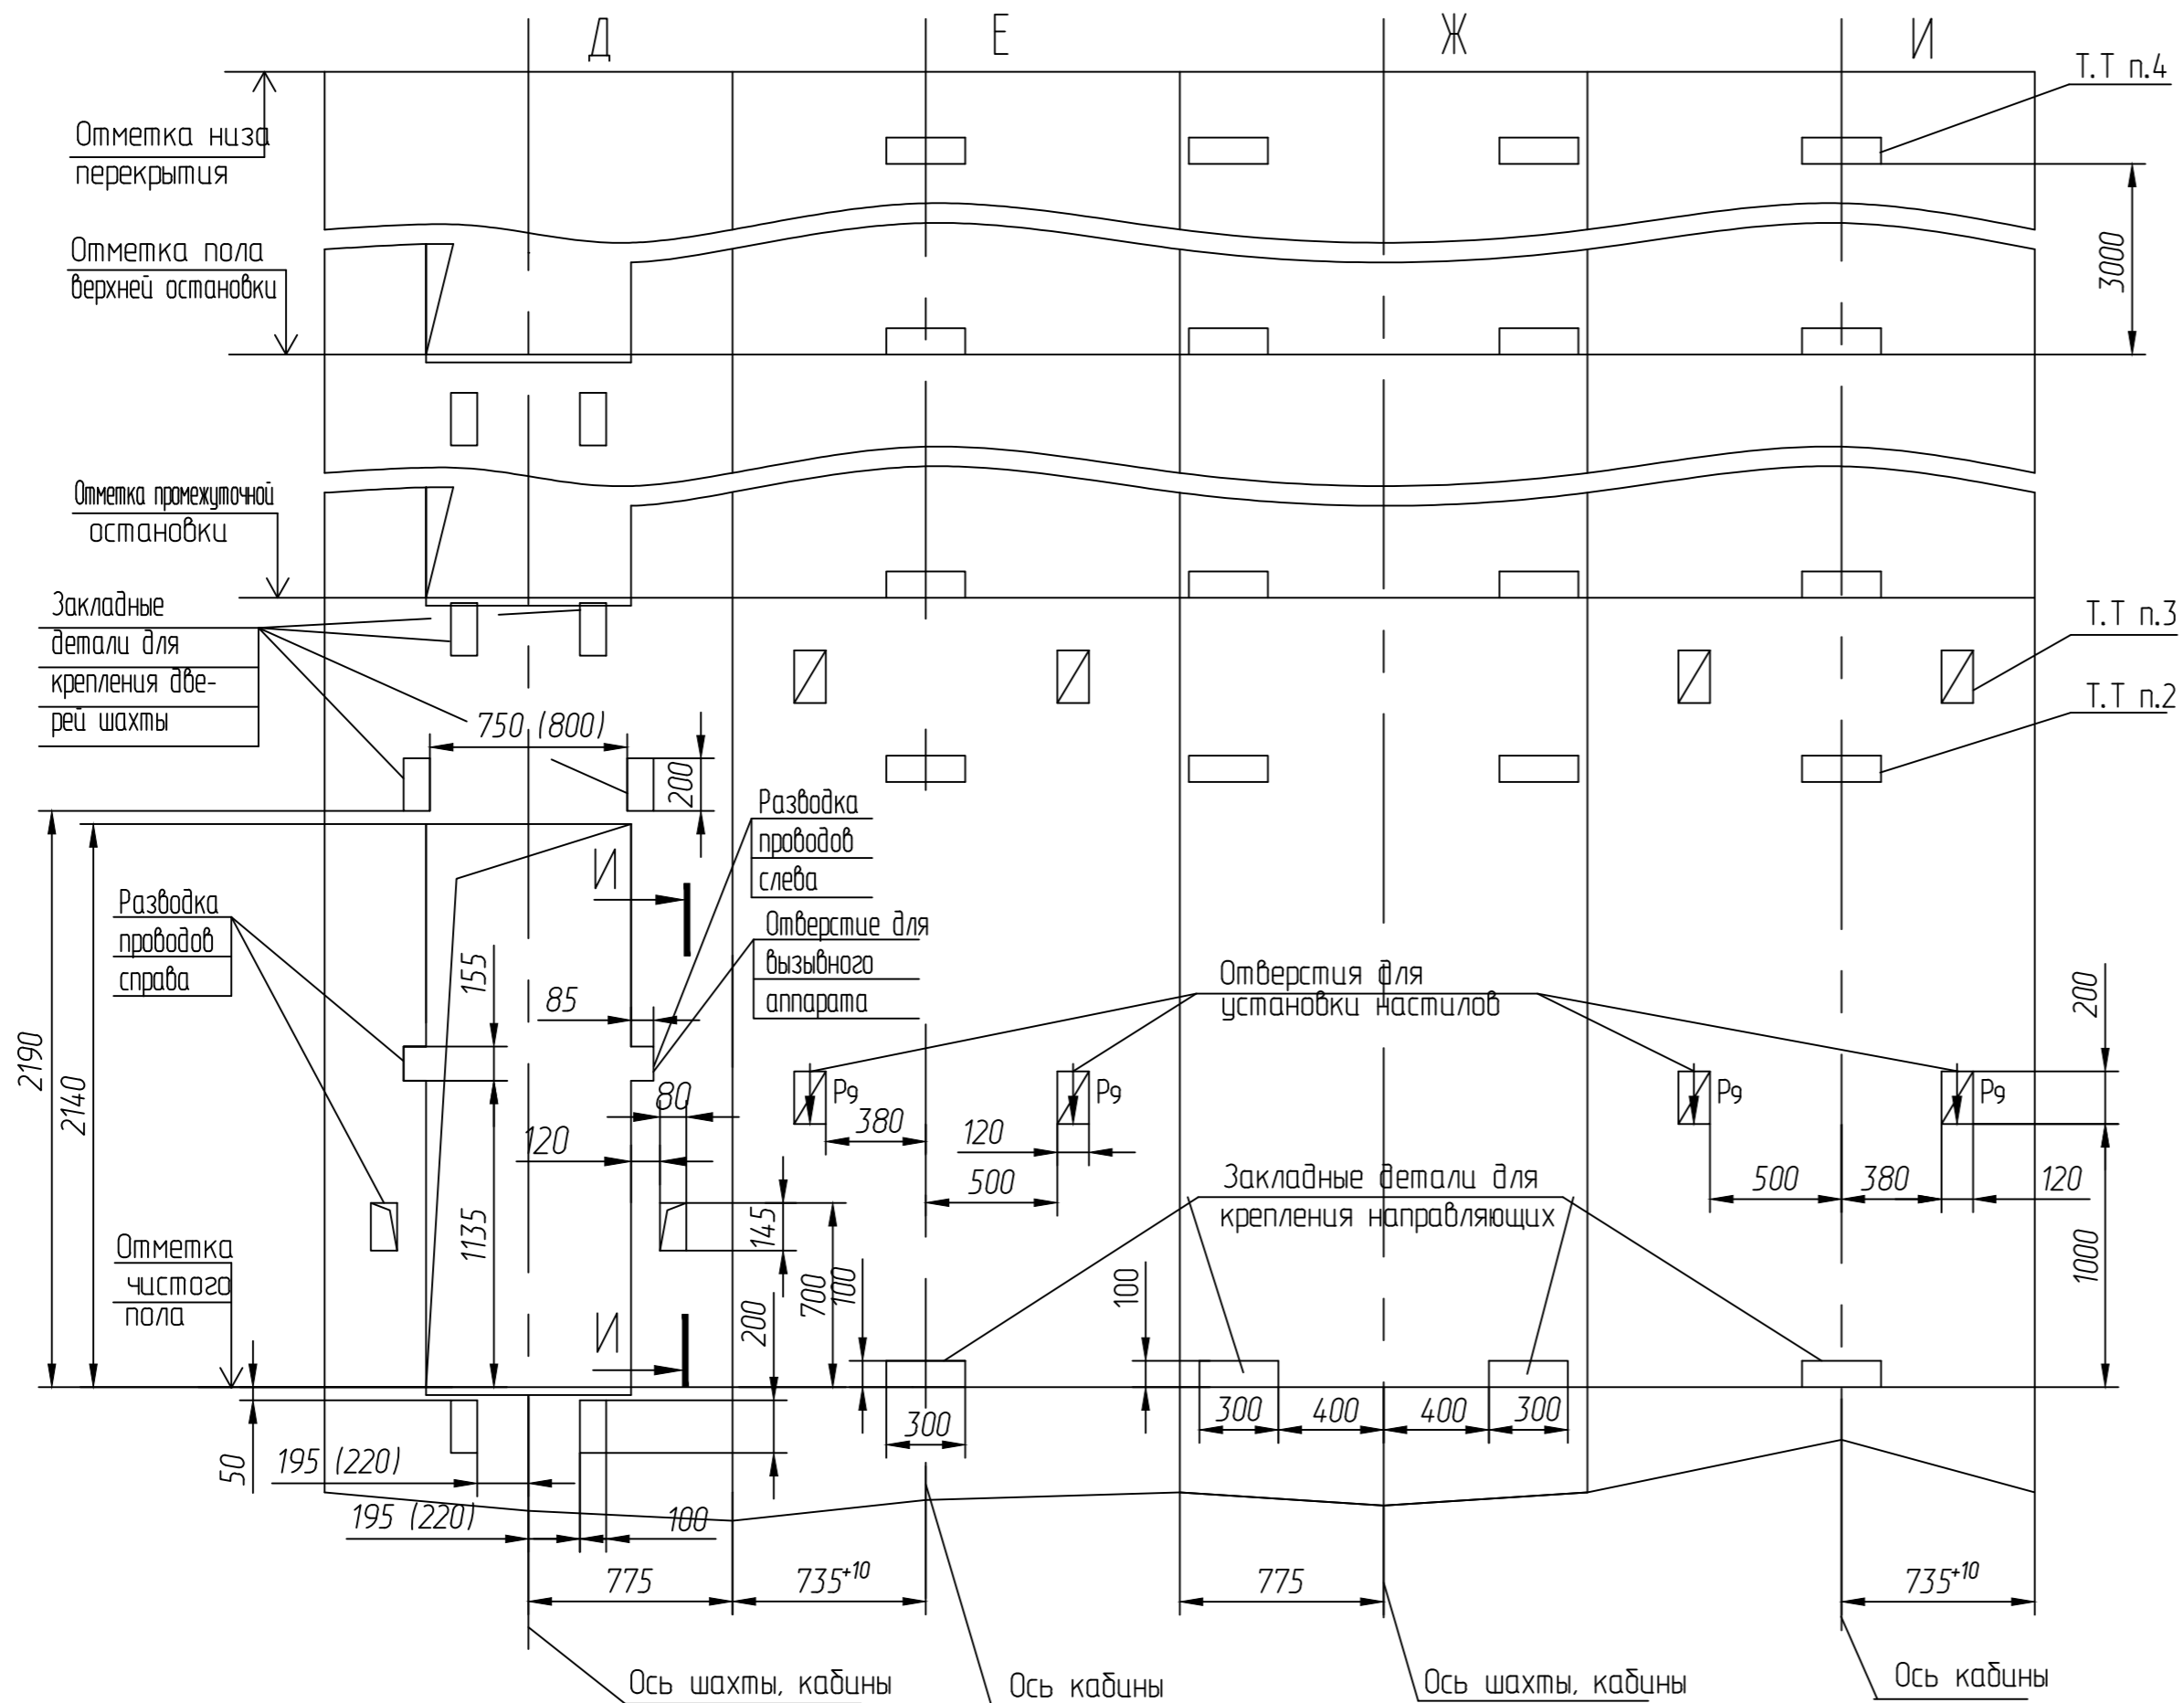 Д
Е
Ж
И
Т.Т п.4
Отметка низа
перекрытия
Отметка пола
верхней остановки
3000
Отметка промежуточной
остановки
Закладные
детали для
крепления две-
рей шахты
Т.Т п.3
Т.Т п.2
750 (800)
200
Разводка
проводов
слева
И
Отверстие для
вызывного
аппарата
Разводка
проводов
справа
155
85
Отверстия для
установки настилов
200
2190
2140
80
Р9
Р9
Р9
Р9
380
120
120
500
500
380
120
Закладные детали для
крепления направляющих
1135
145
700
100
100
1000
Отметка
чистого
пола
И
200
300
300
400
400
300
50
195 (220)
195 (220)
100
775
735+10
775
735+10
Ось шахты, кабины
Ось кабины
Ось шахты, кабины
Ось кабины